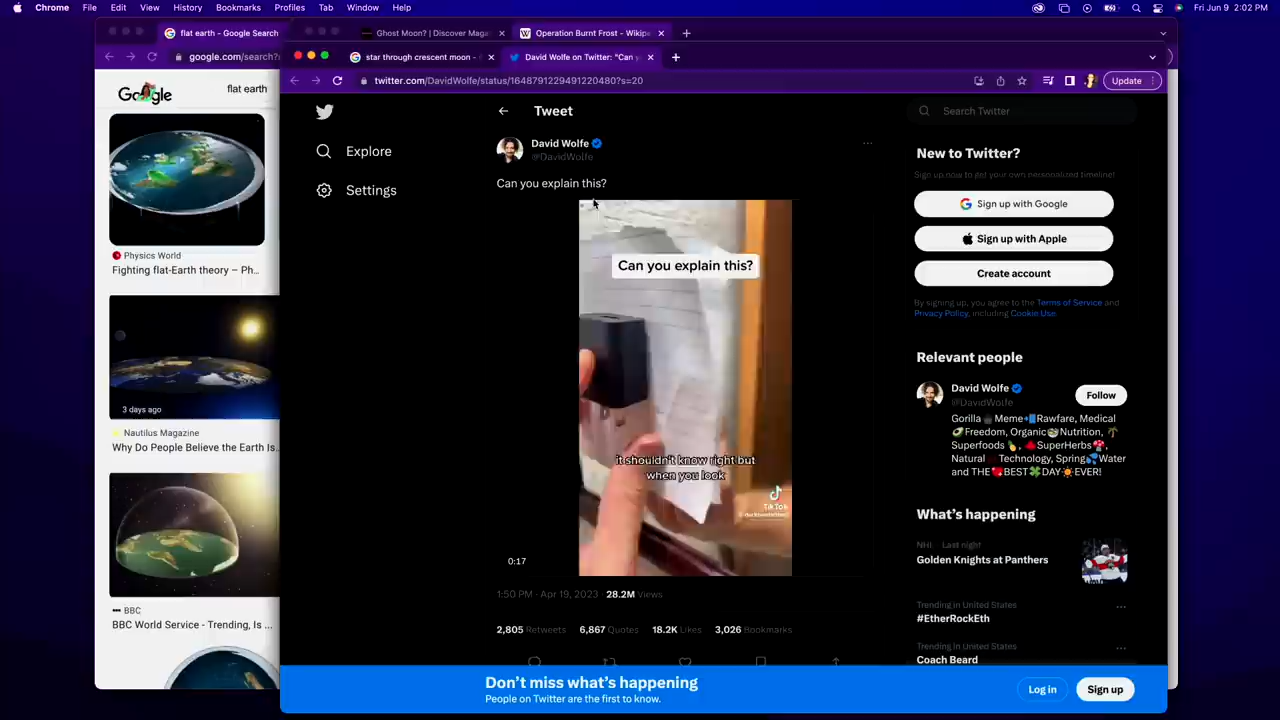 Chrome File Edit View History Bookmarks Profiles Tab Window Help
Fri Jun 9 2:02 PM
flat earth - Google Search
Ghost Moon? | Discover Maga
Operation Burnt Frost - Wikipe
google.com/search?
star through crescent moon -
David Wolfe on Twitter: "Can y
twitter.com/DavidWolfe/status/1648791229491220480?s=20
Update
Google
flat earth
Physics World
Fighting flat-Earth theory – Ph...
3 days ago
Nautilus Magazine
Why Do People Believe the Earth Is
BBC
BBC World Service - Trending, Is ...
Explore
Settings
Tweet
David Wolfe
@DavidWolfe
Can you explain this?
Can you explain this?
it shouldn't know right but
when you look
TikTok
0:17
1:50 PM · Apr 19, 2023 · 28.2M Views
2,805 Retweets 6,867 Quotes 18.2K Likes 3,026 Bookmarks
Search Twitter
New to Twitter?
Sign up now to get your own personalized timeline!
Sign up with Google
Sign up with Apple
Create account
By signing up, you agree to the Terms of Service and
Privacy Policy, including Cookie Use.
Relevant people
David Wolfe
@DavidWolfe
Follow
Gorilla🦍Meme➕📘Rawfare, Medical
🥑Freedom, Organic🍪Nutrition, 🌴
Superfoods🍾, 🌶SuperHerbs🍄,
Natural Technology, Spring💦Water
and THE❤️BEST🍀DAY☀️EVER!
What's happening
NHL · Last night
Golden Knights at Panthers
Trending in United States
#EtherRockEth
Trending in United States
Coach Beard
Don't miss what's happening
People on Twitter are the first to know.
Log in
Sign up